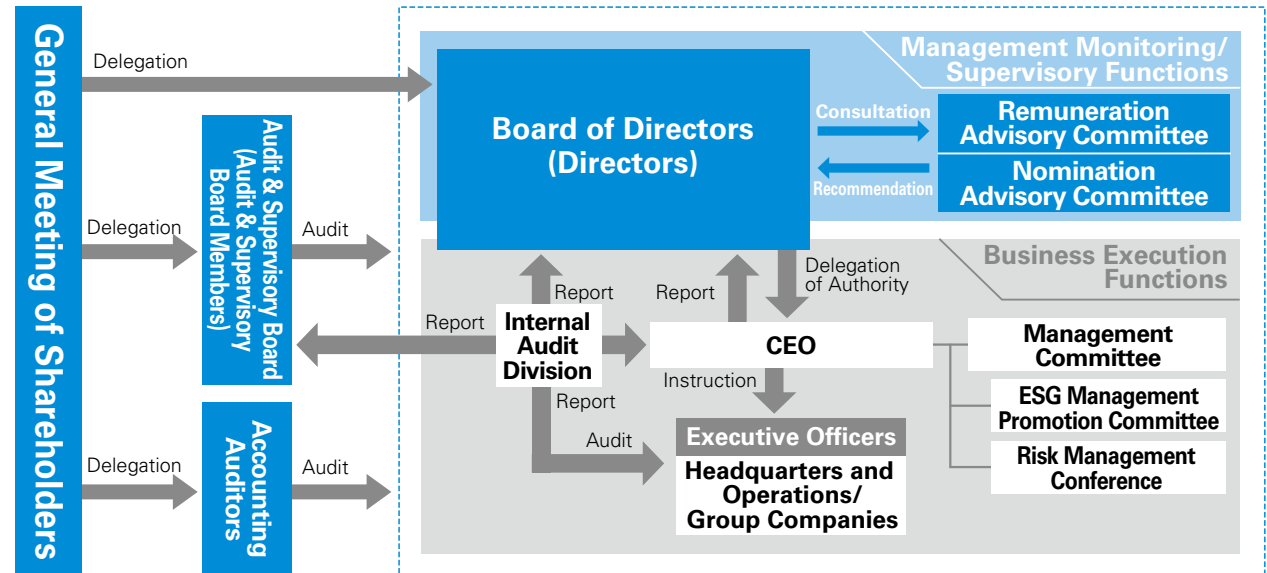 General Meeting of Shareholders
Delegation
Delegation
Delegation
Audit & Supervisory Board
(Audit & Supervisory
Board Members)
Audit
Accounting
Auditors
Audit
Management Monitoring/
Supervisory Functions
Board of Directors
(Directors)
Consultation
Recommendation
Remuneration
Advisory Committee
Nomination
Advisory Committee
Business Execution
Functions
Report
Report
Delegation
of Authority
Report
Internal
Audit
Division
CEO
Management
Committee
ESG Management
Promotion Committee
Risk Management
Conference
Instruction
Report
Audit
Executive Officers
Headquarters and
Operations/
Group Companies